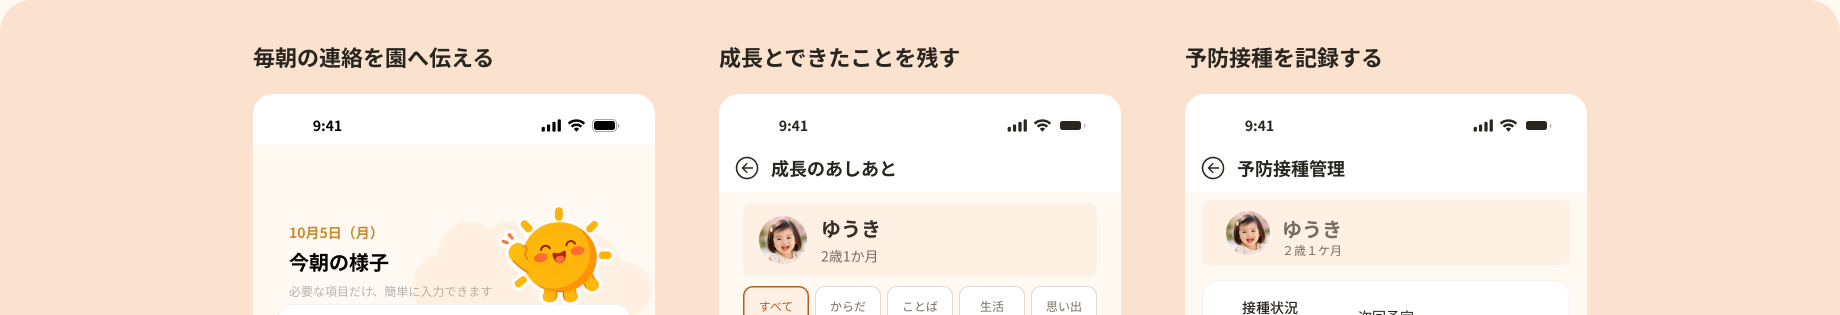 毎朝の連絡を園へ伝える
9:41
10月5日（月）
今朝の様子
必要な項目だけ、簡単に入力できます
成長とできたことを残す
9:41
成長のあしあと
ゆうき
2歳1か月
すべて
からだ
ことば
生活
思い出
予防接種を記録する
9:41
予防接種管理
ゆうき
２歳１ケ月
接種状況
次回予定